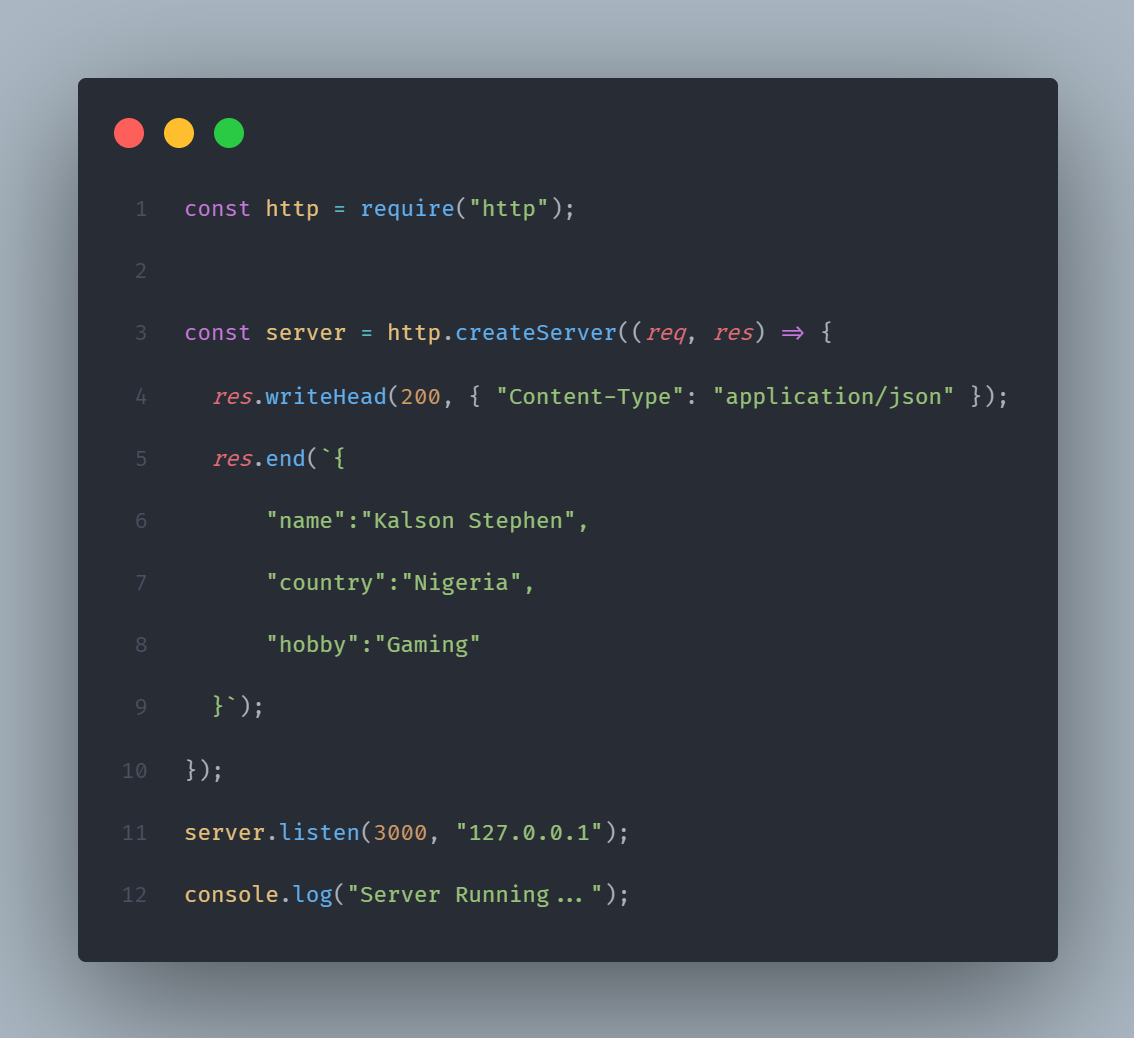 1 const http = require("http");
2
3 const server = http.createServer((req, res) => {
4   res.writeHead(200, { "Content-Type": "application/json" });
5   res.end(`{
6       "name":"Kalson Stephen",
7       "country":"Nigeria",
8       "hobby":"Gaming"
9   }`);
10 });
11 server.listen(3000, "127.0.0.1");
12 console.log("Server Running...");